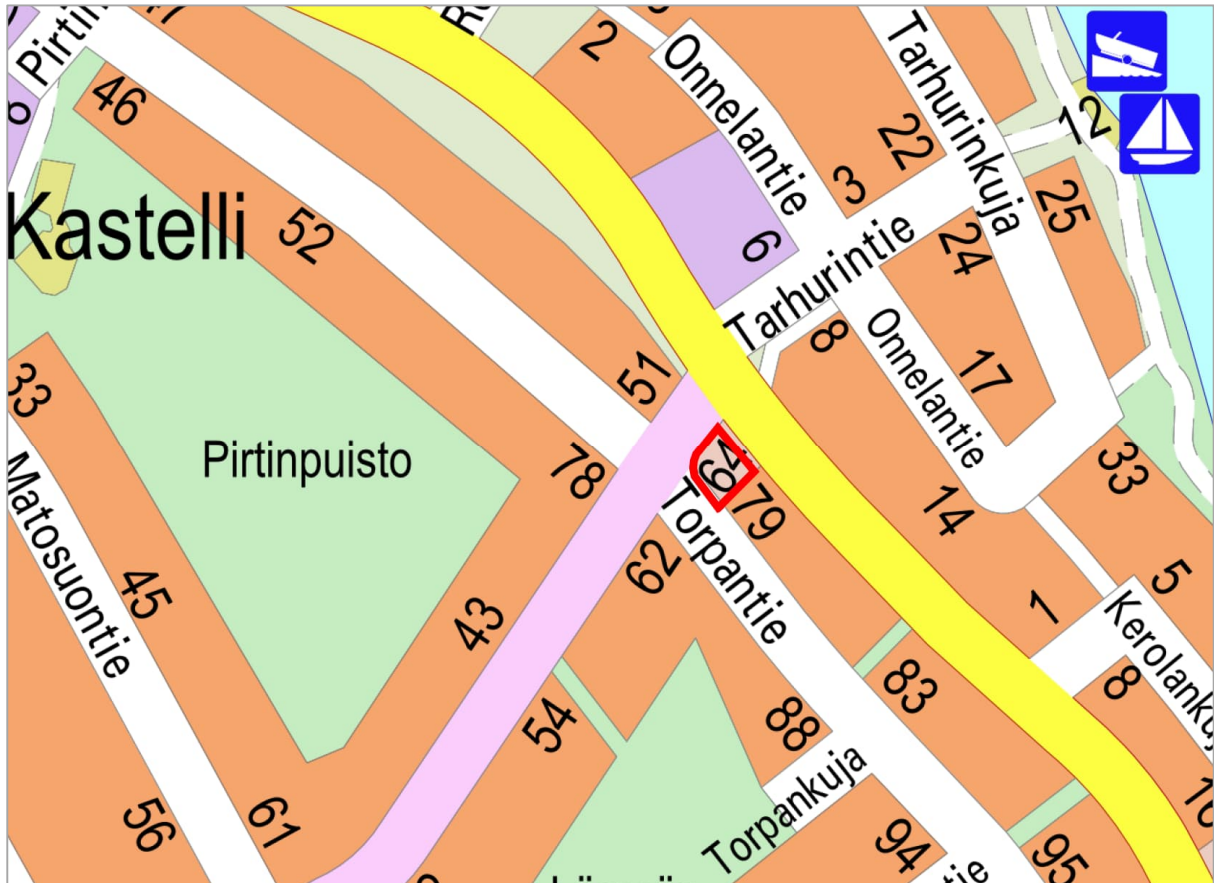 Pirtin
46
2
Onnelantie
Tarhurinkuja
22
12
3
25
Kastelli
52
6
Tarhurintie
24
8
Onnelantie
17
51
33
Pirtinpuisto
78
64
79
33
Matosuontie
Torpantie
14
62
45
43
1
5
Kerolankuj
83
8
54
88
56
61
Torpankuja
94
95
tie